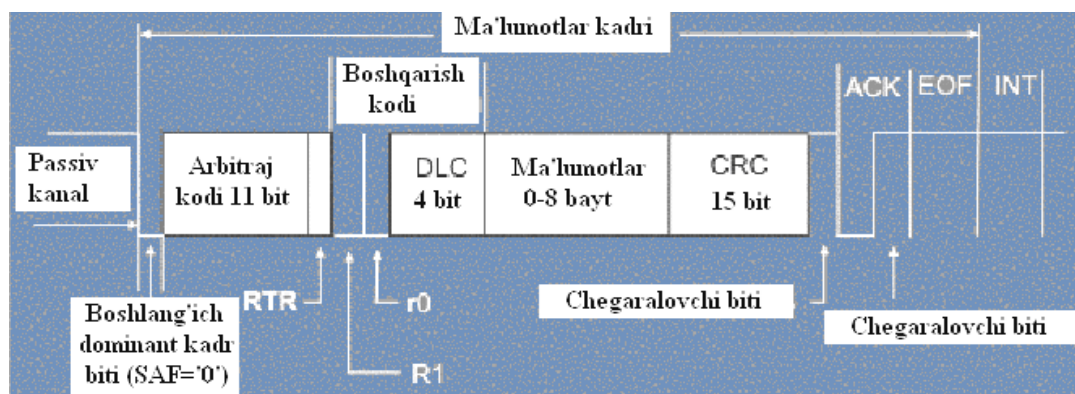 Ma'lumotlar kadri
Boshqarish
kodi
ACK
EOF
INT
Passiv
kanal
Arbitraj
kodi 11 bit
DLC
4 bit
Ma'lumotlar
0-8 bayt
CRC
15 bit
Boshlang'ich
dominant kadr
biti (SAF='0')
RTR
r0
R1
Chegaralovchi biti
Chegaralovchi biti